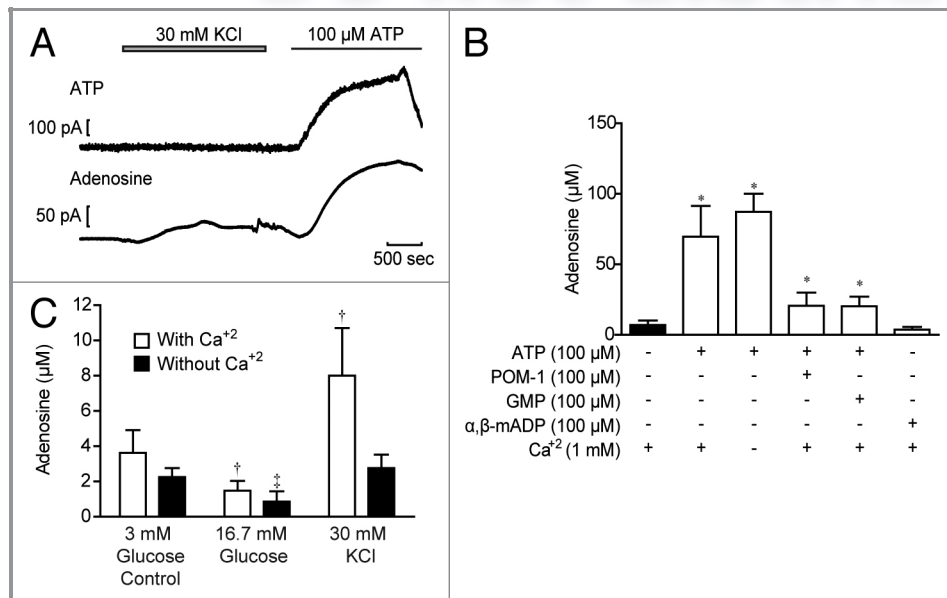 A
30 mM KCl 100 µM ATP
ATP
100 pA
Adenosine
50 pA
500 sec
B
150
100
50
0
Adenosine (µM)
* * * *
ATP (100 µM) - + + + + -
POM-1 (100 µM) - - - + - -
GMP (100 µM) - - - - + -
α,β-mADP (100 µM) - - - - - +
Ca+2 (1 mM) + + - + + +
C
12
10
8
6
4
2
0
Adenosine (µM)
With Ca+2
Without Ca+2
† ‡ †
3 mM 16.7 mM 30 mM
Glucose Glucose KCl
Control